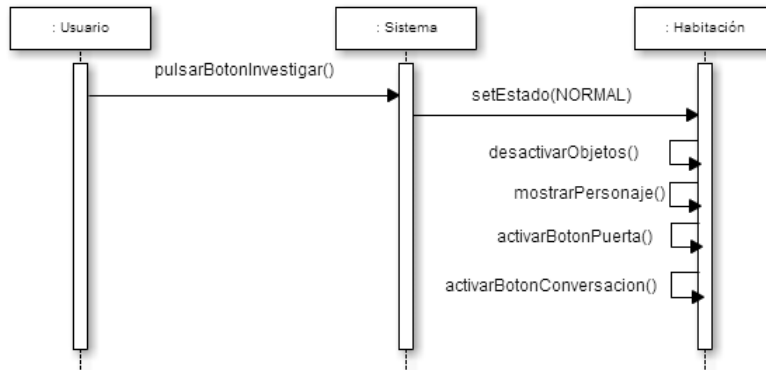 : Usuario
: Sistema
: Habitación
pulsarBotonInvestigar()
setEstado(NORMAL)
desactivarObjetos()
mostrarPersonaje()
activarBotonPuerta()
activarBotonConversacion()